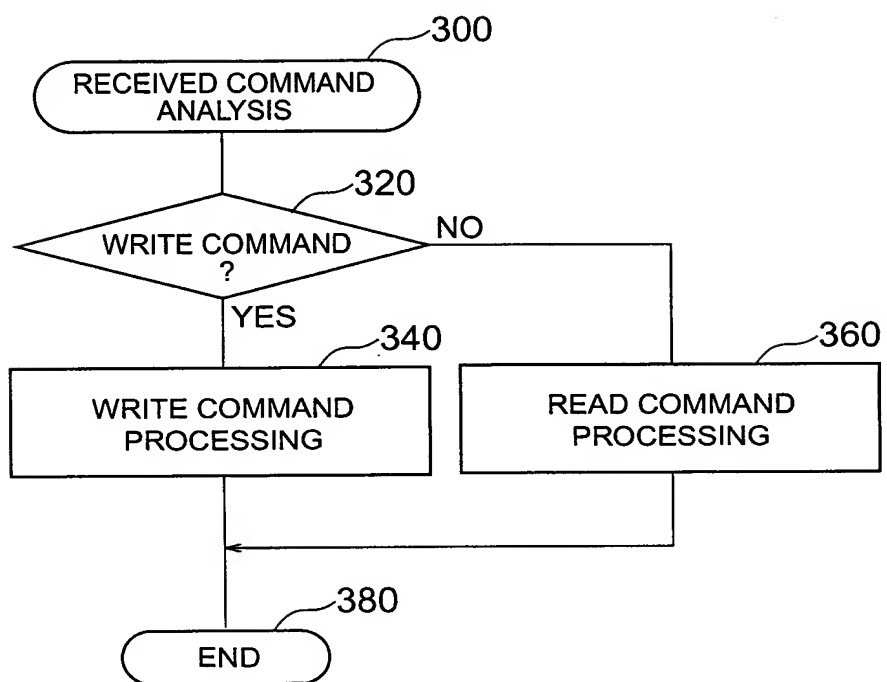 300
RECEIVED COMMAND
ANALYSIS
320
WRITE COMMAND
?
NO
YES
340
WRITE COMMAND
PROCESSING
360
READ COMMAND
PROCESSING
380
END